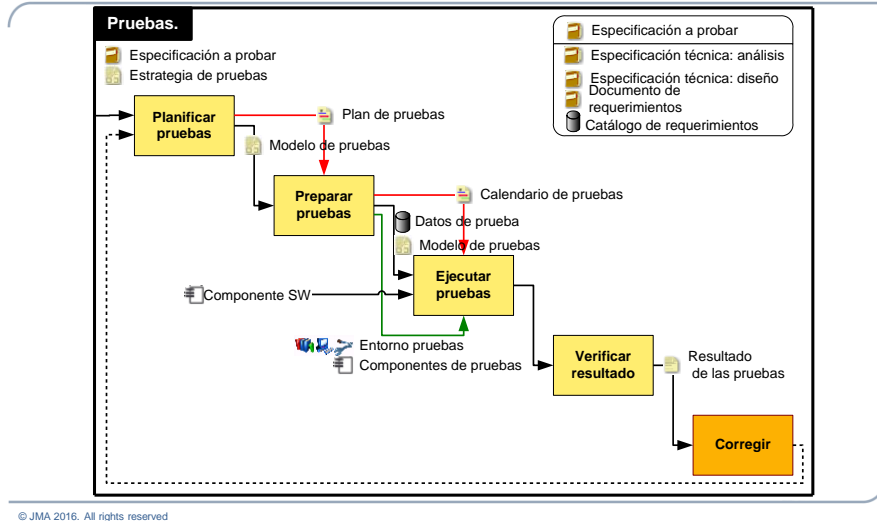 Pruebas.
Especificación a probar
Estrategia de pruebas
Especificación a probar
Especificación técnica: análisis
Especificación técnica: diseño
Documento de
requerimientos
Catálogo de requerimientos
Planificar
pruebas
Plan de pruebas
Modelo de pruebas
Preparar
pruebas
Calendario de pruebas
Datos de prueba
Modelo de pruebas
Ejecutar
pruebas
Componente SW
Entorno pruebas
Componentes de pruebas
Verificar
resultado
Resultado
de las pruebas
Corregir
© JMA 2016. All rights reserved